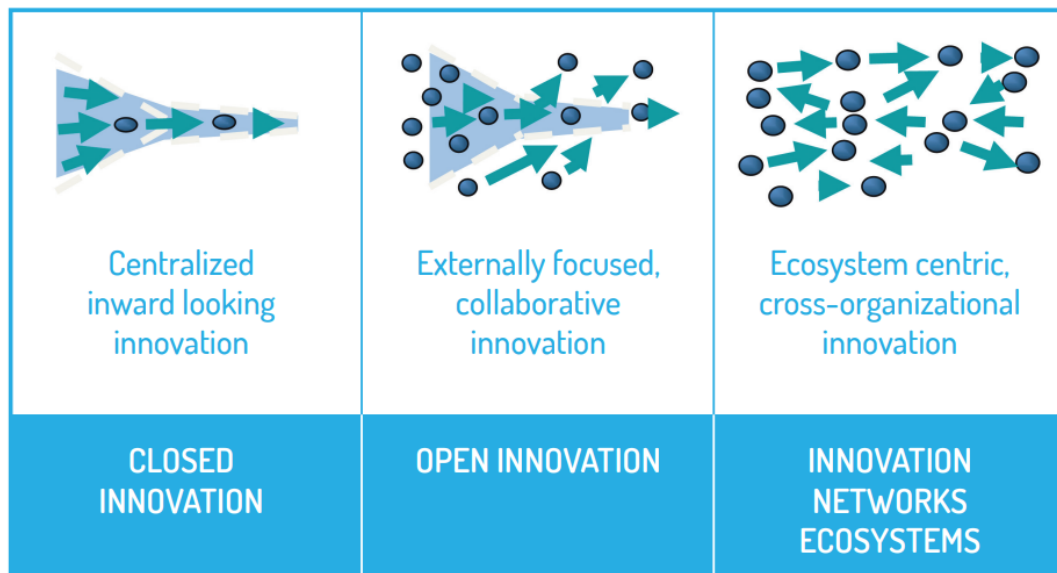 Centralized
inward looking
innovation
Externally focused,
collaborative
innovation
Ecosystem centric,
cross-organizational
innovation
CLOSED
INNOVATION
OPEN INNOVATION
INNOVATION
NETWORKS
ECOSYSTEMS